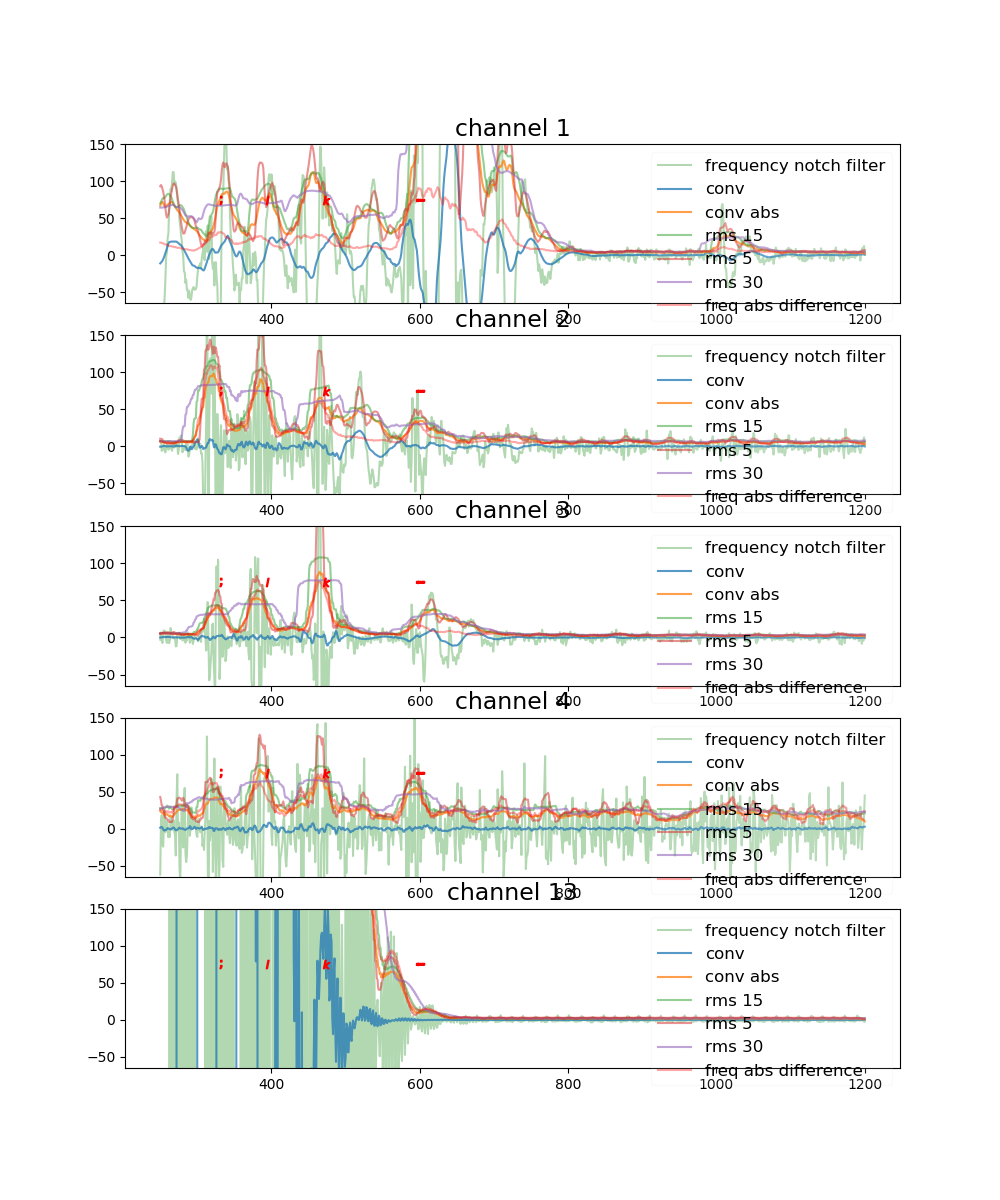 channel 1
150
100
50
0
−50
; l k –
frequency notch filter
conv
conv abs
rms 15
rms 5
rms 30
freq abs difference
400 600 800 1000 1200
channel 2
150
100
50
0
−50
; l k –
frequency notch filter
conv
conv abs
rms 15
rms 5
rms 30
freq abs difference
400 600 800 1000 1200
channel 3
150
100
50
0
−50
; l k –
frequency notch filter
conv
conv abs
rms 15
rms 5
rms 30
freq abs difference
400 600 800 1000 1200
channel 4
150
100
50
0
−50
; l k –
frequency notch filter
conv
conv abs
rms 15
rms 5
rms 30
freq abs difference
400 600 800 1000 1200
channel 13
150
100
50
0
−50
; l k –
frequency notch filter
conv
conv abs
rms 15
rms 5
rms 30
freq abs difference
400 600 800 1000 1200